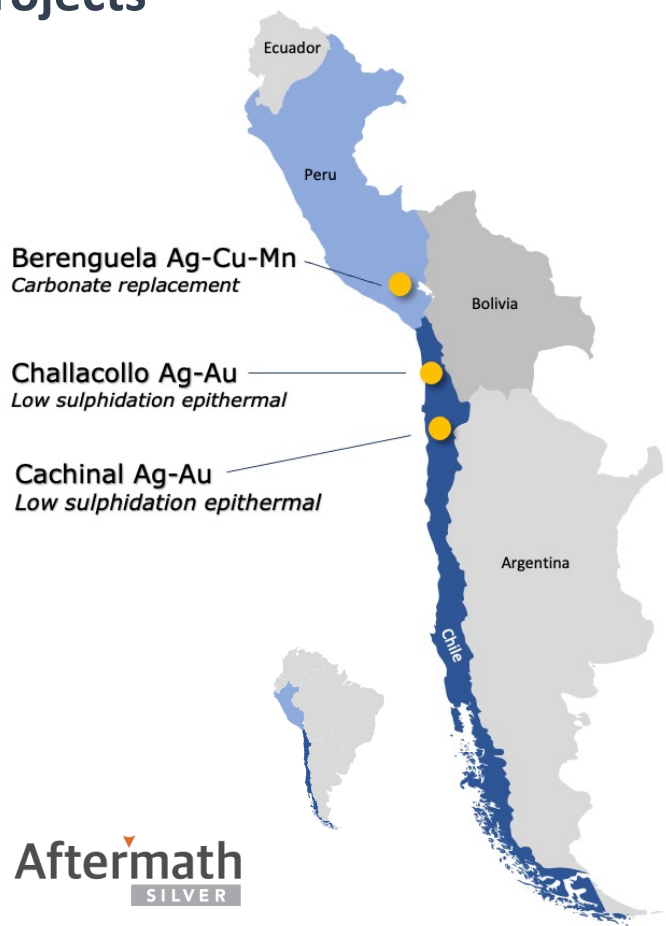 Ecuador
Peru
Berenguela Ag-Cu-Mn
Carbonate replacement
Bolivia
Challacollo Ag-Au
Low sulphidation epithermal
Cachinal Ag-Au
Low sulphidation epithermal
Argentina
Chile
Aftermath
SILVER